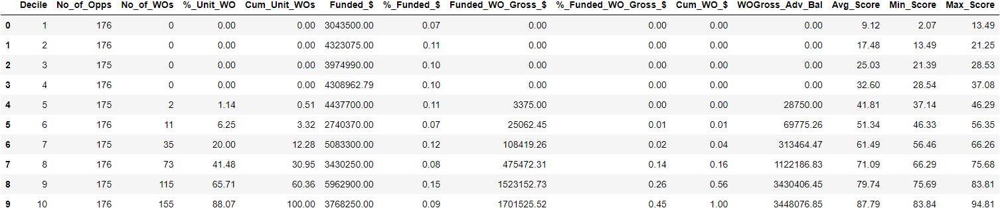 Decile No_of_Opps No_of_WOs %_Unit_WO Cum_Unit_WOs Funded_$ %_Funded_$ Funded_WO_Gross_$ %_Funded_WO_Gross_$ Cum_WO_$ WOGross_Adv_Bal Avg_Score Min_Score Max_Score
0 1 176 0 0.00 0.00 3043500.00 0.07 0.00 0.00 0.00 0.00 9.12 2.07 13.49
1 2 176 0 0.00 0.00 4323075.00 0.11 0.00 0.00 0.00 0.00 17.48 13.49 21.25
2 3 175 0 0.00 0.00 3974990.00 0.10 0.00 0.00 0.00 0.00 25.03 21.39 28.53
3 4 176 0 0.00 0.00 4308962.79 0.10 0.00 0.00 0.00 0.00 32.60 28.54 37.08
4 5 175 2 1.14 0.51 4437700.00 0.11 3375.00 0.00 0.00 28750.00 41.81 37.14 46.29
5 6 176 11 6.25 3.32 2740370.00 0.07 25062.45 0.01 0.01 69775.26 51.34 46.33 56.35
6 7 175 35 20.00 12.28 5083300.00 0.12 108419.26 0.02 0.04 313464.47 61.49 56.46 66.26
7 8 176 73 41.48 30.95 3430250.00 0.08 475472.31 0.14 0.16 1122186.83 71.09 66.29 75.68
8 9 175 115 65.71 60.36 5962900.00 0.15 1523152.73 0.26 0.56 3430406.45 79.74 75.69 83.81
9 10 176 155 88.07 100.00 3768250.00 0.09 1701525.52 0.45 1.00 3448076.85 87.79 83.84 94.81